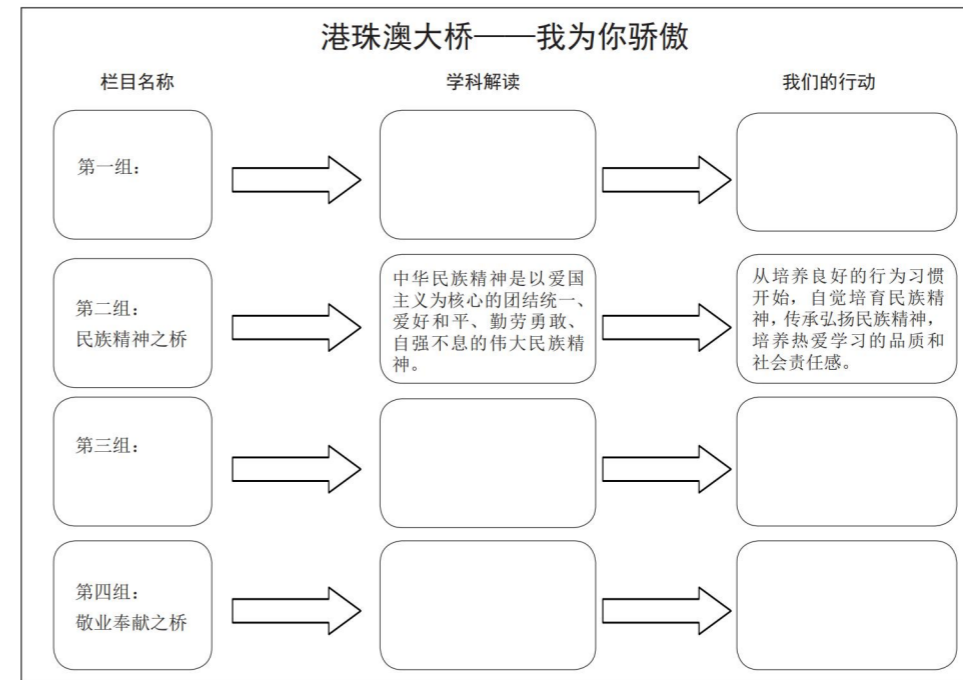 港珠澳大桥——我为你骄傲
栏目名称
学科解读
我们的行动
第一组：
第二组：
民族精神之桥
中华民族精神是以爱国
主义为核心的团结统一、
爱好和平、勤劳勇敢、
自强不息的伟大民族精
神。
从培养良好的行为习惯
开始，自觉培育民族精
神，传承弘扬民族精神，
培养热爱学习的品质和
社会责任感。
第三组：
第四组：
敬业奉献之桥